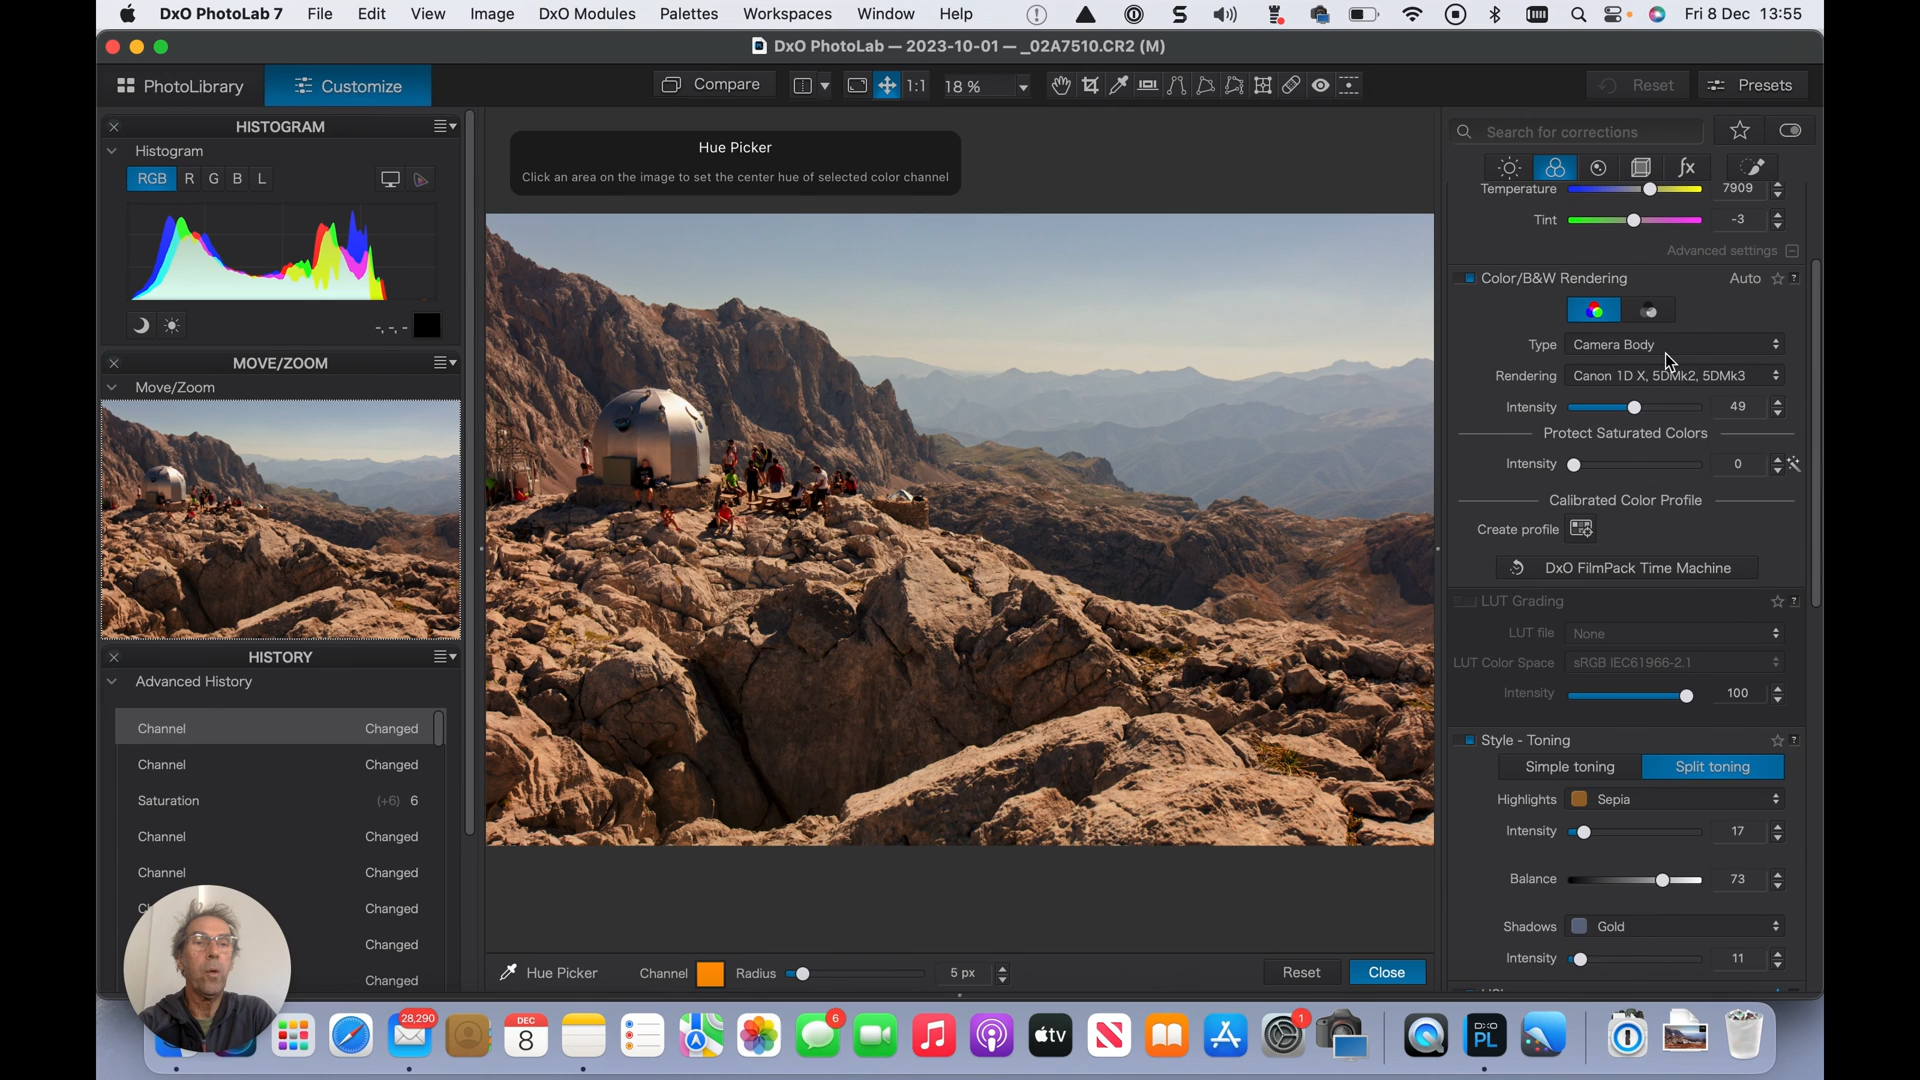 DxO PhotoLab 7 File Edit View Image DxO Modules Palettes Workspaces Window Help Fri 8 Dec 13:55
DxO PhotoLab — 2023-10-01 — _02A7510.CR2 (M)
PhotoLibrary Customize Compare 1:1 18 % Reset Presets
HISTOGRAM
Histogram
RGB R G B L
-,-,-
MOVE/ZOOM
Move/Zoom
HISTORY
Advanced History
Channel Changed
Channel Changed
Saturation (+6) 6
Channel Changed
Channel Changed
Changed
Changed
Changed
Hue Picker
Click an area on the image to set the center hue of selected color channel
Hue Picker Channel Radius 5 px Reset Close
Search for corrections
fx
Temperature 7909
Tint -3
Advanced settings
Color/B&W Rendering Auto ?
Type Camera Body
Rendering Canon 1D X, 5DMk2, 5DMk3
Intensity 49
Protect Saturated Colors
Intensity 0
Calibrated Color Profile
Create profile
DxO FilmPack Time Machine
LUT Grading ?
LUT file None
LUT Color Space sRGB IEC61966-2.1
Intensity 100
Style - Toning ?
Simple toning Split toning
Highlights Sepia
Intensity 17
Balance 73
Shadows Gold
Intensity 11
28,290
DEC
8
6
tv
1
DXO
PL